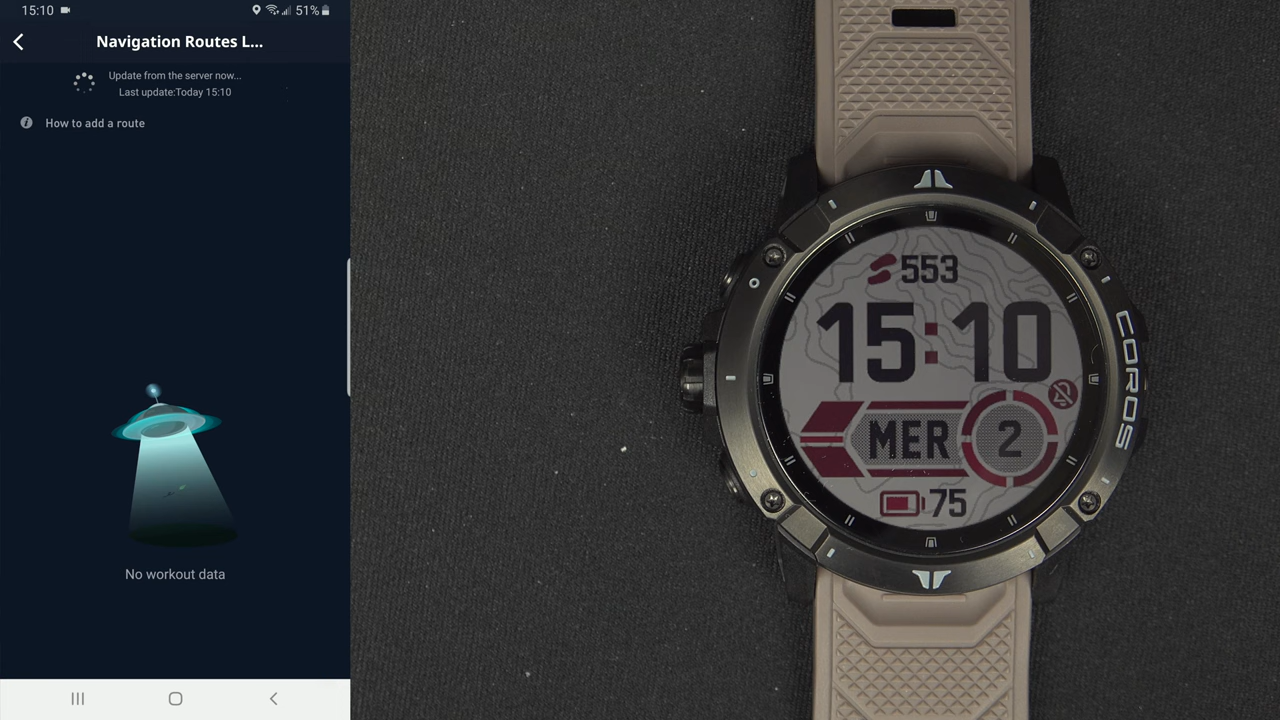 15:10
51%
Navigation Routes L...
Update from the server now...
Last update:Today 15:10
How to add a route
No workout data
553
15:10
MER 2
75
COROS